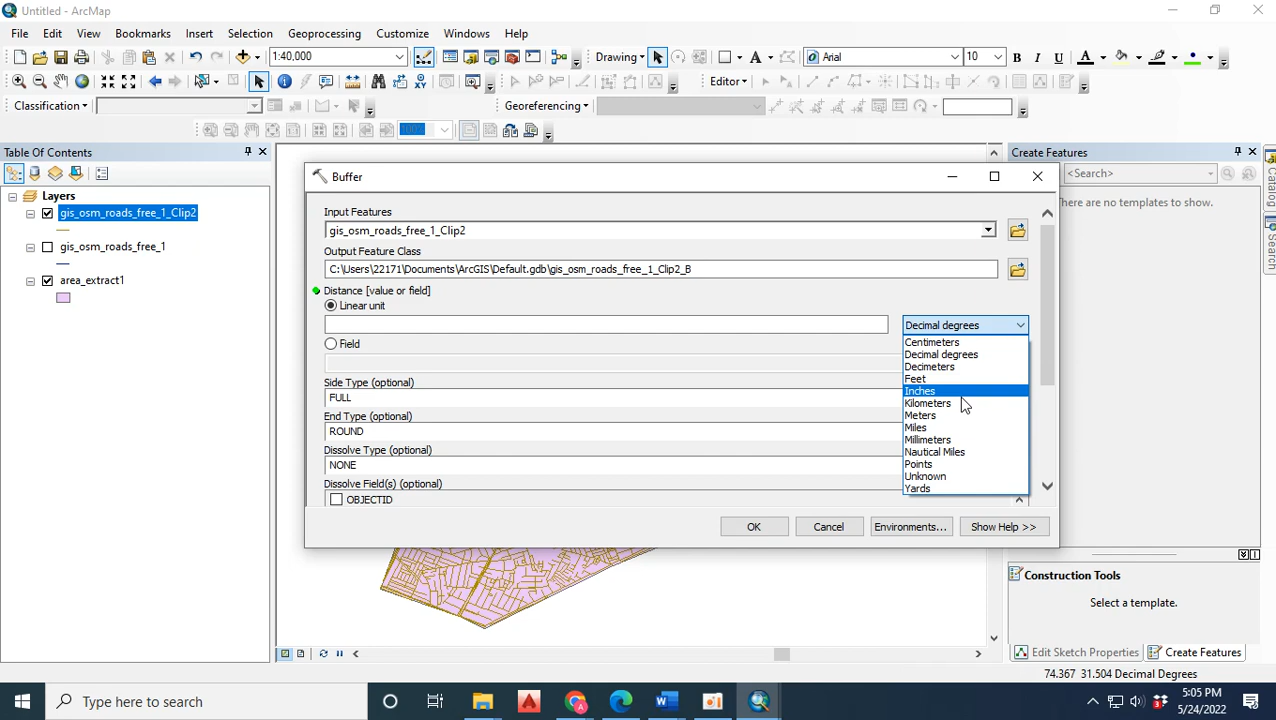 Untitled - ArcMap
File Edit View Bookmarks Insert Selection Geoprocessing Customize Windows Help
1:40,000 Drawing Arial 10 B I U A
Editor
Classification Georeferencing
Table Of Contents
Layers
gis_osm_roads_free_1_Clip2
gis_osm_roads_free_1
area_extract1
Buffer
Input Features
gis_osm_roads_free_1_Clip2
Output Feature Class
C:\Users\22171\Documents\ArcGIS\Default.gdb\gis_osm_roads_free_1_Clip2_B
Distance [value or field]
Linear unit
Decimal degrees
Centimeters
Decimal degrees
Decimeters
Feet
Inches
Kilometers
Meters
Miles
Millimeters
Nautical Miles
Points
Unknown
Yards
Field
Side Type (optional)
FULL
End Type (optional)
ROUND
Dissolve Type (optional)
NONE
Dissolve Field(s) (optional)
OBJECTID
OK Cancel Environments... Show Help >>
Create Features
<Search>
here are no templates to show.
Catalog
Search
Construction Tools
Select a template.
Edit Sketch Properties Create Features
74.367 31.504 Decimal Degrees
Type here to search
5:05 PM
5/24/2022